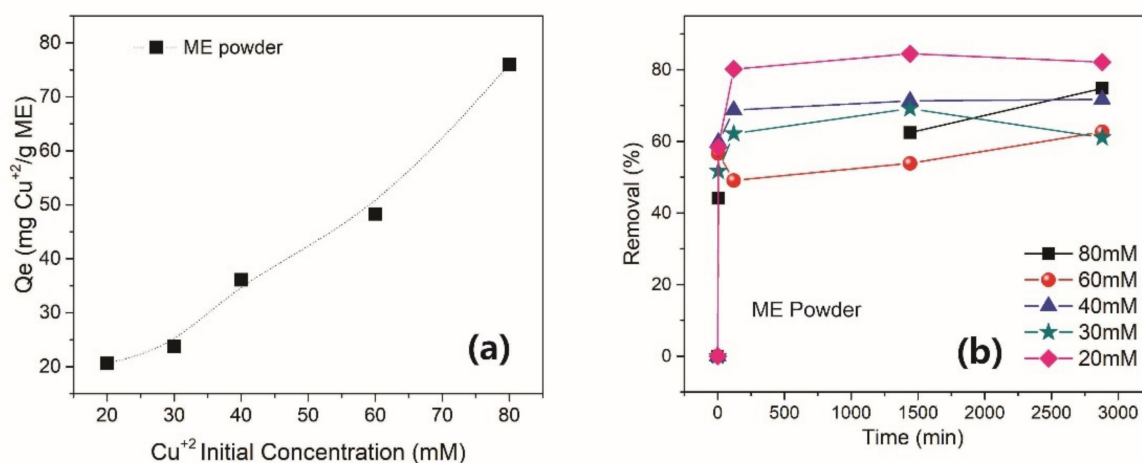 80
70
60
50
40
30
20
Qe (mg Cu⁺²/g ME)
ME powder
(a)
20 30 40 50 60 70 80
Cu⁺² Initial Concentration (mM)
80
60
40
20
0
Removal (%)
ME Powder
80mM
60mM
40mM
30mM
20mM
(b)
0 500 1000 1500 2000 2500 3000
Time (min)